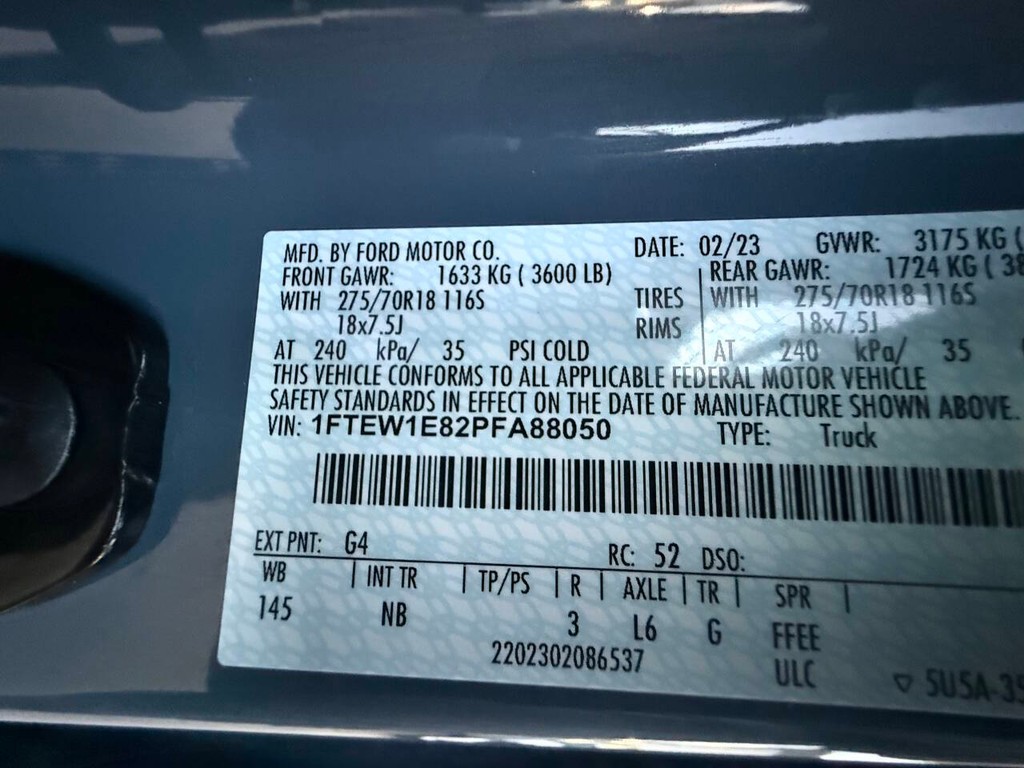 MFD. BY FORD MOTOR CO. DATE: 02/23 GVWR: 3175 KG (
FRONT GAWR: 1633 KG ( 3600 LB) REAR GAWR: 1724 KG ( 38
WITH 275/70R18 116S TIRES WITH 275/70R18 116S
18x7.5J RIMS 18x7.5J
AT 240 kPa/ 35 PSI COLD AT 240 kPa/ 35
THIS VEHICLE CONFORMS TO ALL APPLICABLE FEDERAL MOTOR VEHICLE
SAFETY STANDARDS IN EFFECT ON THE DATE OF MANUFACTURE SHOWN ABOVE.
VIN: 1FTEW1E82PFA88050 TYPE: Truck
EXT PNT: G4 RC: 52 DSO:
WB INT TR TP/PS R AXLE TR SPR
145 NB 3 L6 G FFEE
2202302086537 ULC 5U5A-35